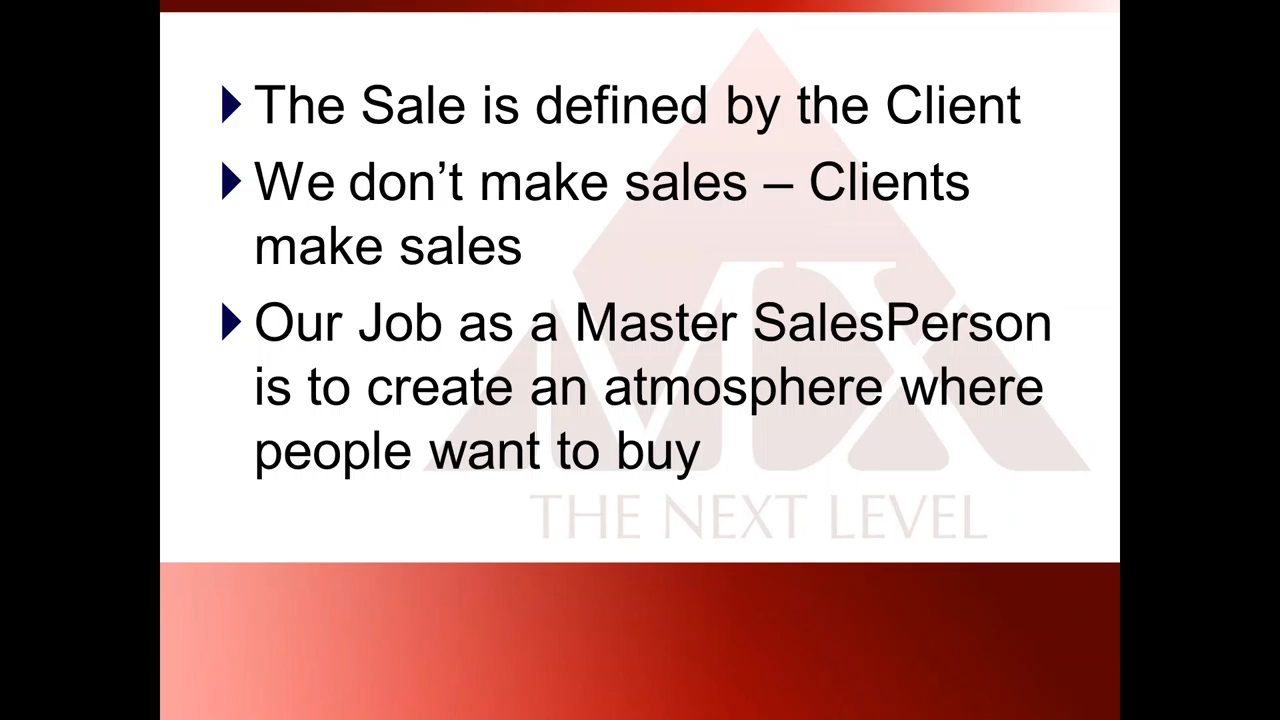 The Sale is defined by the Client
We don’t make sales – Clients
make sales
Our Job as a Master SalesPerson
is to create an atmosphere where
people want to buy
MX
THE NEXT LEVEL